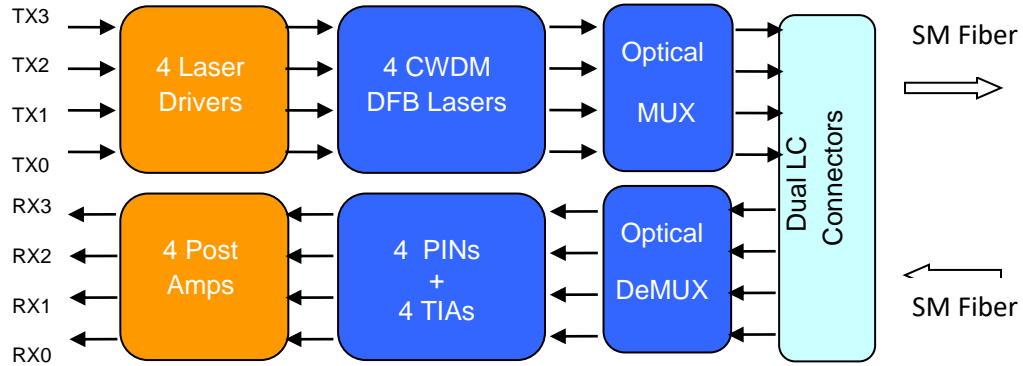 TX3
TX2
TX1
TX0
4 Laser
Drivers
4 CWDM
DFB Lasers
Optical
MUX
Dual LC
Connectors
SM Fiber
RX3
RX2
RX1
RX0
4 Post
Amps
4 PINs
+
4 TIAs
Optical
DeMUX
SM Fiber